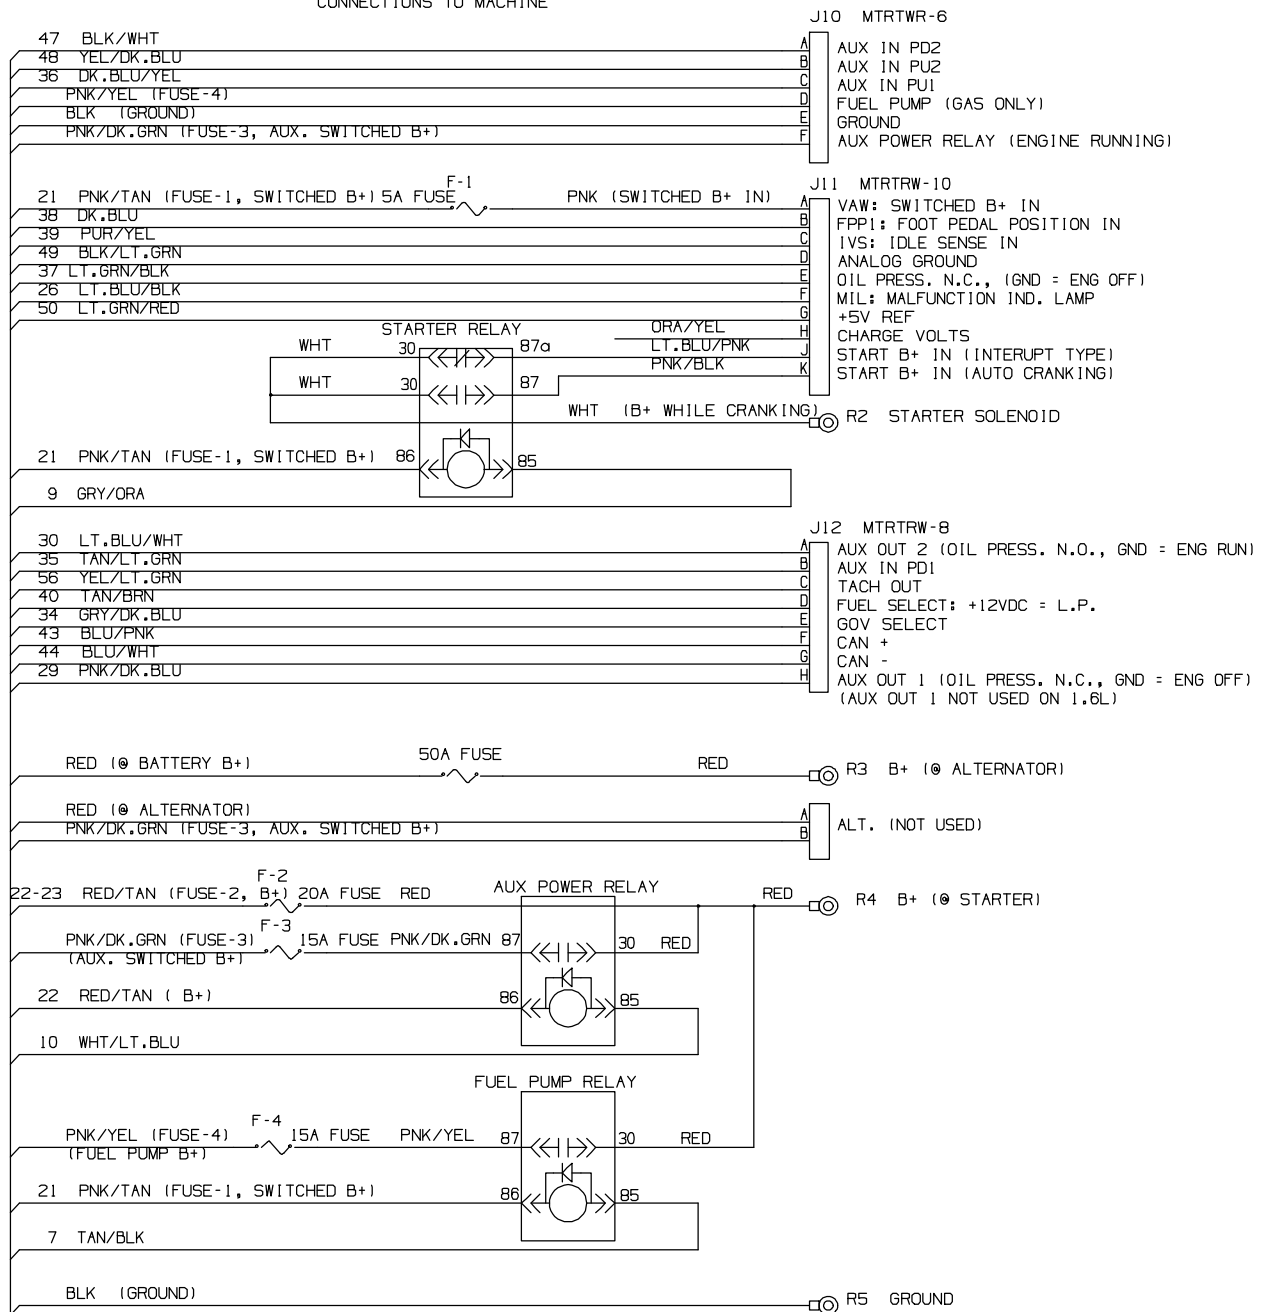 CONNECTIONS TO MACHINE
J10 MTRTWR-6
47 BLK/WHT A AUX IN PD2
48 YEL/DK.BLU B AUX IN PU2
36 DK.BLU/YEL C AUX IN PU1
PNK/YEL (FUSE-4) D FUEL PUMP (GAS ONLY)
BLK (GROUND) E GROUND
PNK/DK.GRN (FUSE-3, AUX. SWITCHED B+) F AUX POWER RELAY (ENGINE RUNNING)
J11 MTRTRW-10
F-1
21 PNK/TAN (FUSE-1, SWITCHED B+) 5A FUSE PNK (SWITCHED B+ IN) A VAW: SWITCHED B+ IN
38 DK.BLU B FPP1: FOOT PEDAL POSITION IN
39 PUR/YEL C IVS: IDLE SENSE IN
49 BLK/LT.GRN D ANALOG GROUND
37 LT.GRN/BLK E OIL PRESS. N.C., (GND = ENG OFF)
26 LT.BLU/BLK F MIL: MALFUNCTION IND. LAMP
50 LT.GRN/RED G +5V REF
STARTER RELAY ORA/YEL H CHARGE VOLTS
WHT 30 87a LT.BLU/PNK J START B+ IN (INTERUPT TYPE)
PNK/BLK K START B+ IN (AUTO CRANKING)
WHT 30 87
WHT (B+ WHILE CRANKING) R2 STARTER SOLENOID
21 PNK/TAN (FUSE-1, SWITCHED B+) 86 85
9 GRY/ORA
J12 MTRTRW-8
30 LT.BLU/WHT A AUX OUT 2 (OIL PRESS. N.O., GND = ENG RUN)
35 TAN/LT.GRN B AUX IN PD1
56 YEL/LT.GRN C TACH OUT
40 TAN/BRN D FUEL SELECT: +12VDC = L.P.
34 GRY/DK.BLU E GOV SELECT
43 BLU/PNK F CAN +
44 BLU/WHT G CAN -
29 PNK/DK.BLU H AUX OUT 1 (OIL PRESS. N.C., GND = ENG OFF)
(AUX OUT 1 NOT USED ON 1.6L)
50A FUSE
RED (@ BATTERY B+) RED R3 B+ (@ ALTERNATOR)
RED (@ ALTERNATOR) A
PNK/DK.GRN (FUSE-3, AUX. SWITCHED B+) B ALT. (NOT USED)
F-2
22-23 RED/TAN (FUSE-2, B+) 20A FUSE RED AUX POWER RELAY RED R4 B+ (@ STARTER)
F-3
PNK/DK.GRN (FUSE-3) 15A FUSE PNK/DK.GRN 87 30 RED
(AUX. SWITCHED B+)
22 RED/TAN ( B+) 86 85
10 WHT/LT.BLU
FUEL PUMP RELAY
F-4
PNK/YEL (FUSE-4) 15A FUSE PNK/YEL 87 30 RED
(FUEL PUMP B+)
21 PNK/TAN (FUSE-1, SWITCHED B+) 86 85
7 TAN/BLK
BLK (GROUND) R5 GROUND